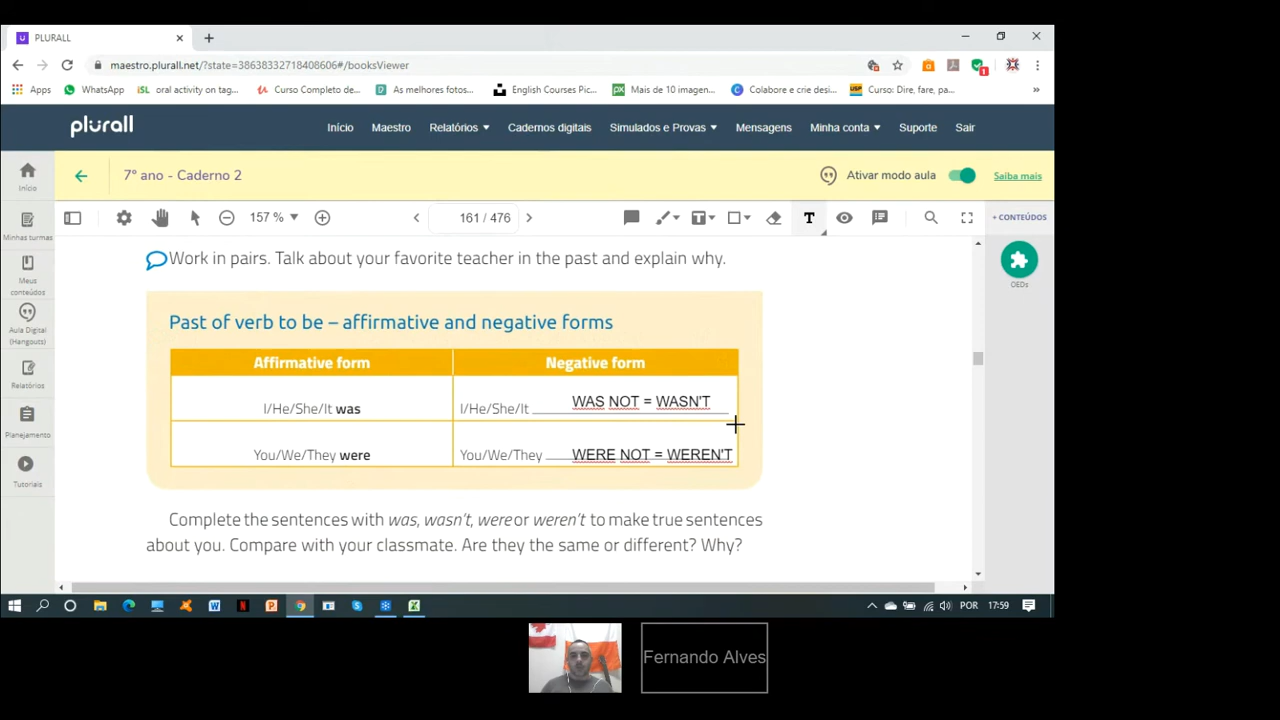 PLURALL
maestro.plurall.net/?state=38638332718408606#/booksViewer
Apps WhatsApp iSL oral activity on tag... Curso Completo de... As melhores fotos... English Courses Pic... Mais de 10 imagen... Colabore e crie desi... USP Curso: Dire, fare, pa... »
plurall Início Maestro Relatórios Cadernos digitais Simulados e Provas Mensagens Minha conta Suporte Sair
7º ano - Caderno 2 Ativar modo aula Saiba mais
157 % 161 / 476 T + CONTEÚDOS
Início
Minhas turmas
Meus conteúdos
Aula Digital (Hangouts)
Relatórios
Planejamento
Tutoriais
OEDs
Work in pairs. Talk about your favorite teacher in the past and explain why.
Past of verb to be – affirmative and negative forms
Affirmative form Negative form
I/He/She/It was I/He/She/It WAS NOT = WASN'T
You/We/They were You/We/They WERE NOT = WEREN'T
Complete the sentences with was, wasn't, were or weren't to make true sentences
about you. Compare with your classmate. Are they the same or different? Why?
POR 17:59
Fernando Alves